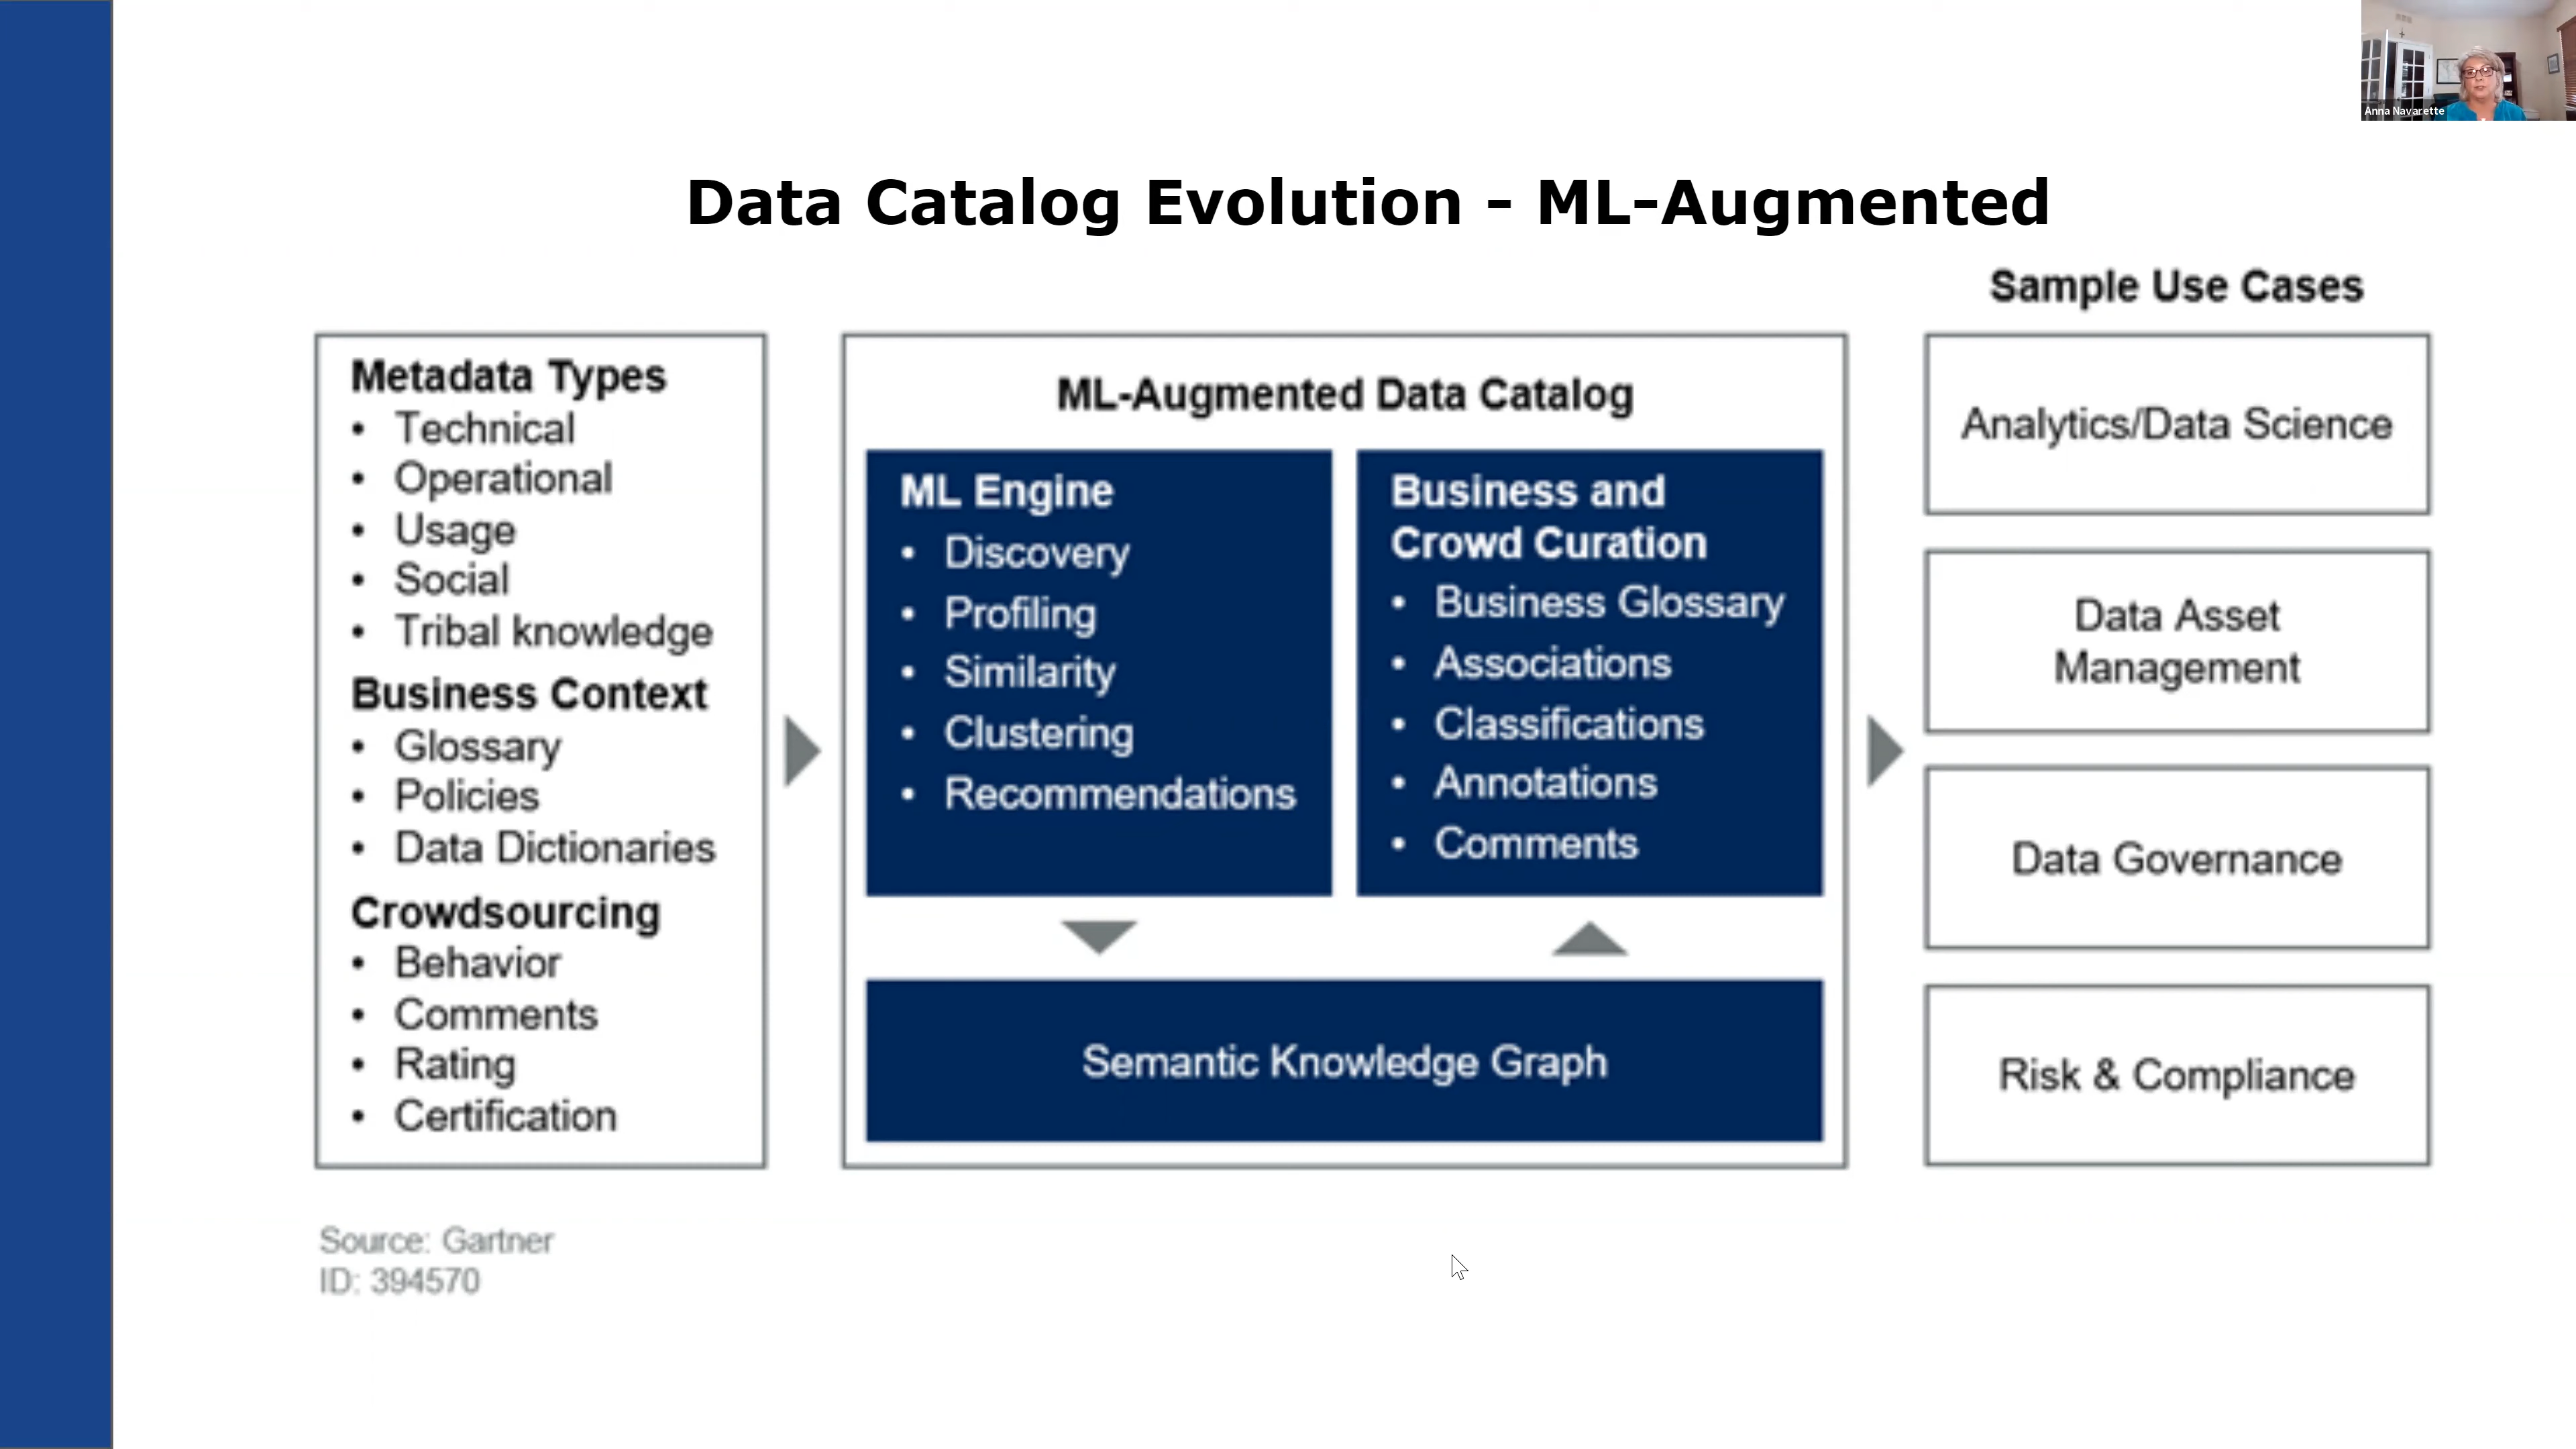 Anna Navarette
Data Catalog Evolution - ML-Augmented
Metadata Types
• Technical
• Operational
• Usage
• Social
• Tribal knowledge
Business Context
• Glossary
• Policies
• Data Dictionaries
Crowdsourcing
• Behavior
• Comments
• Rating
• Certification
ML-Augmented Data Catalog
ML Engine
• Discovery
• Profiling
• Similarity
• Clustering
• Recommendations
Business and
Crowd Curation
• Business Glossary
• Associations
• Classifications
• Annotations
• Comments
Semantic Knowledge Graph
Sample Use Cases
Analytics/Data Science
Data Asset
Management
Data Governance
Risk & Compliance
Source: Gartner
ID: 394570